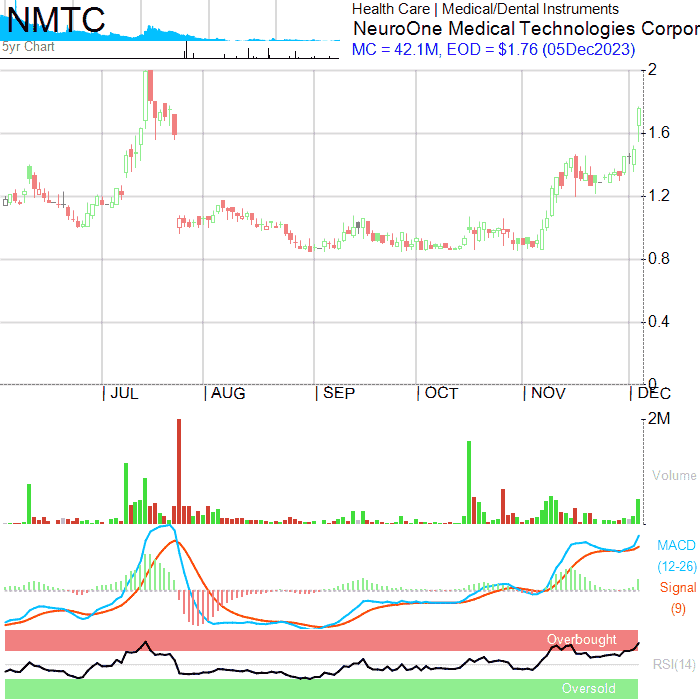 NMTC
5yr Chart
Health Care | Medical/Dental Instruments
NeuroOne Medical Technologies Corpor
MC = 42.1M, EOD = $1.76 (05Dec2023)
2
1.6
1.2
0.8
0.4
0
JUL AUG SEP OCT NOV DEC
2M
Volume
MACD
(12-26)
Signal
(9)
Overbought
RSI(14)
Oversold